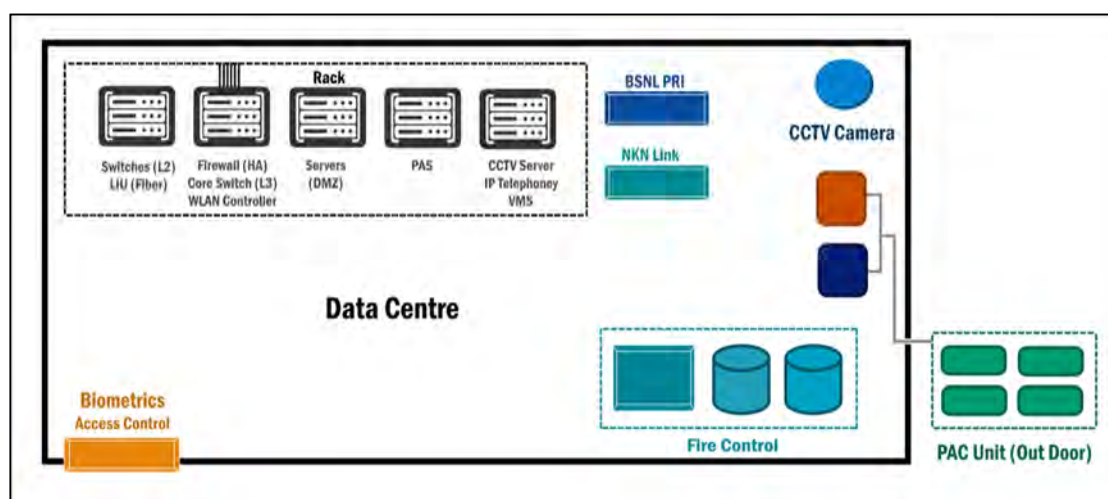 Rack
Switches (L2)
LiU (Fiber)
Firewall (HA)
Core Switch (L3)
WLAN Controller
Servers
(DMZ)
PAS
CCTV Server
IP Telephoney
VMS
BSNL PRI
NKN Link
CCTV Camera
Data Centre
Biometrics
Access Control
Fire Control
PAC Unit (Out Door)